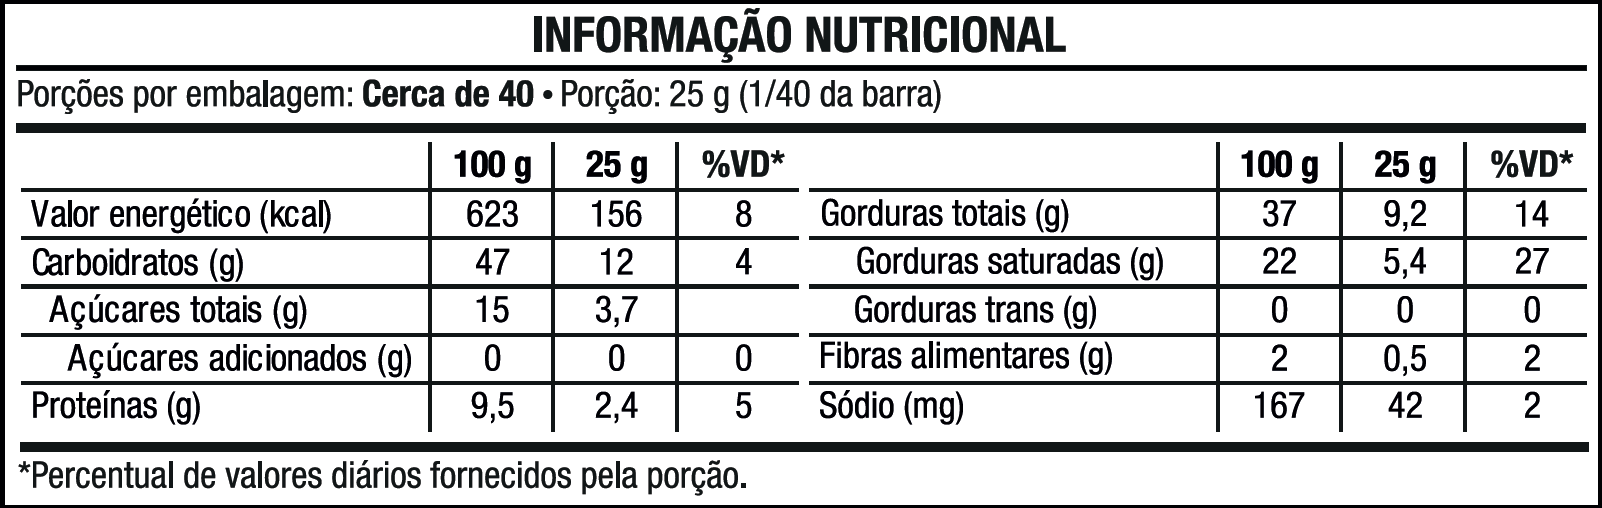 INFORMAÇÃO NUTRICIONAL
Porções por embalagem: Cerca de 40 • Porção: 25 g (1/40 da barra)
100 g 25 g %VD*
Valor energético (kcal) 623 156 8
Carboidratos (g) 47 12 4
Açúcares totais (g) 15 3,7
Açúcares adicionados (g) 0 0 0
Proteínas (g) 9,5 2,4 5
100 g 25 g %VD*
Gorduras totais (g) 37 9,2 14
Gorduras saturadas (g) 22 5,4 27
Gorduras trans (g) 0 0 0
Fibras alimentares (g) 2 0,5 2
Sódio (mg) 167 42 2
*Percentual de valores diários fornecidos pela porção.